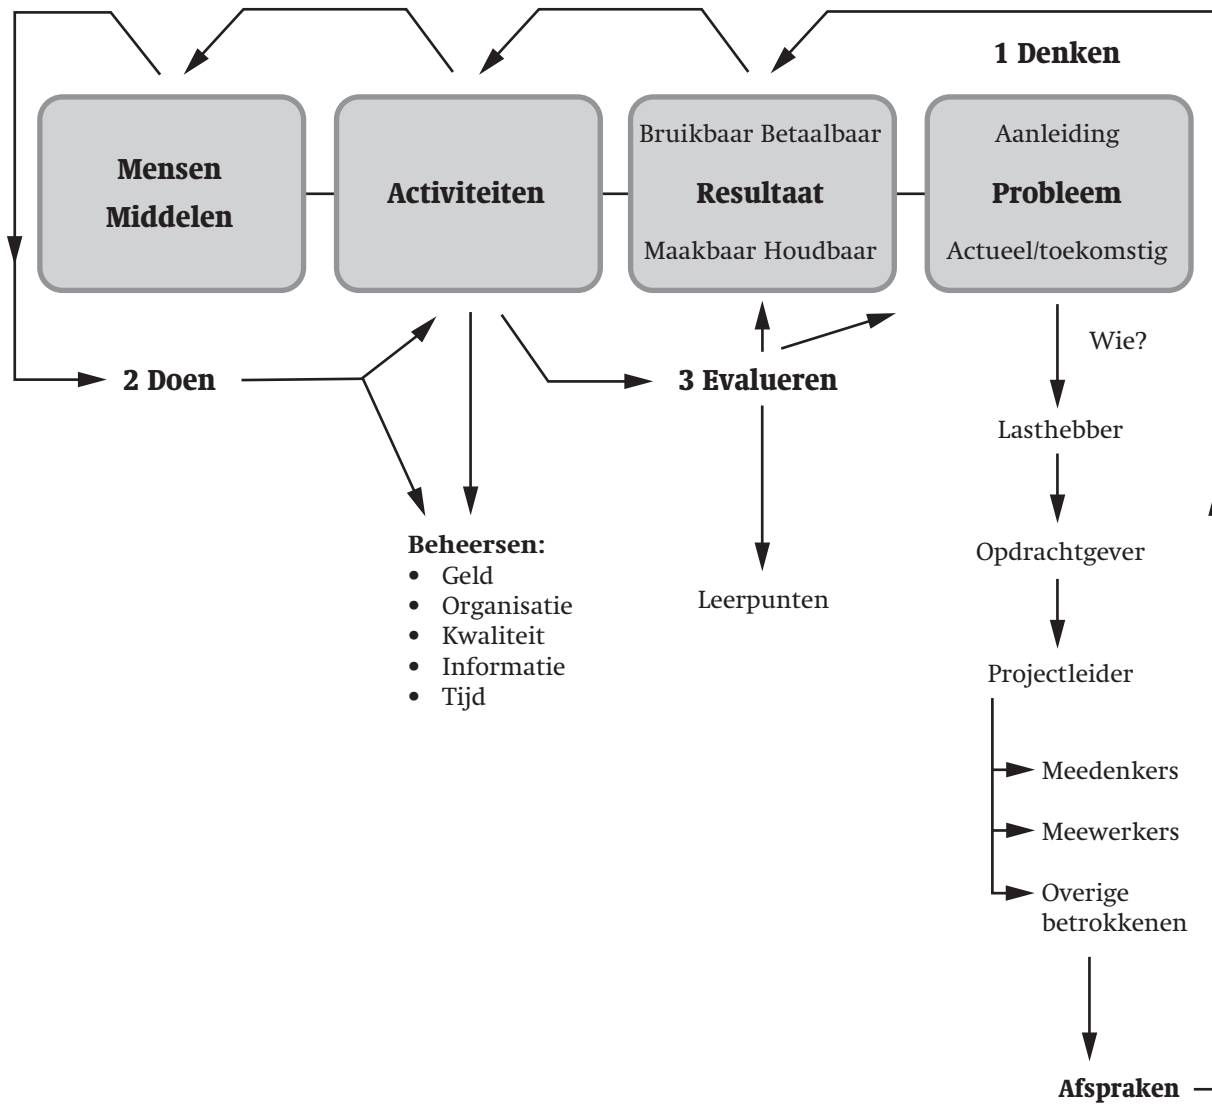 1 Denken
Mensen
Middelen
Activiteiten
Bruikbaar Betaalbaar
Resultaat
Maakbaar Houdbaar
Aanleiding
Probleem
Actueel/toekomstig
Wie?
2 Doen
3 Evalueren
Lasthebber
Opdrachtgever
Beheersen:
• Geld
• Organisatie
• Kwaliteit
• Informatie
• Tijd
Leerpunten
Projectleider
Meedenkers
Meewerkers
Overige
betrokkenen
Afspraken